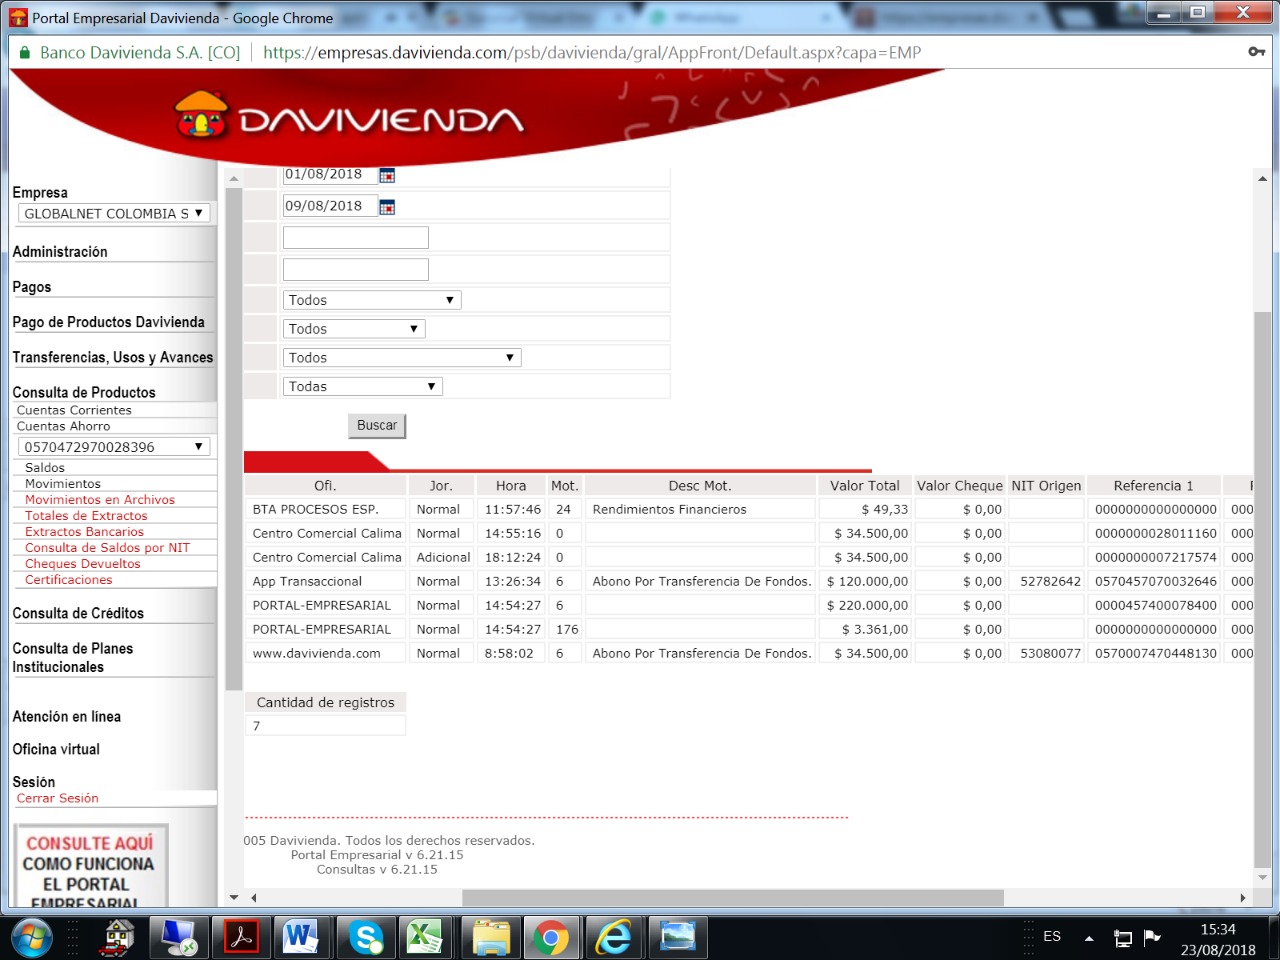 Portal Empresarial Davivienda - Google Chrome
Banco Davivienda S.A. [CO]
https://empresas.davivienda.com/psb/davivienda/gral/AppFront/Default.aspx?capa=EMP
DAVIVIENDA
Empresa
GLOBALNET COLOMBIA S
Administración
Pagos
Pago de Productos Davivienda
Transferencias, Usos y Avances
Consulta de Productos
Cuentas Corrientes
Cuentas Ahorro
0570472970028396
Saldos
Movimientos
Movimientos en Archivos
Totales de Extractos
Extractos Bancarios
Consulta de Saldos por NIT
Cheques Devueltos
Certificaciones
Consulta de Créditos
Consulta de Planes
Institucionales
Atención en línea
Oficina virtual
Sesión
Cerrar Sesión
CONSULTE AQUÍ
COMO FUNCIONA
EL PORTAL
EMPRESARIAL
01/08/2018
09/08/2018
Todos
Todos
Todos
Todas
Buscar
Ofi. Jor. Hora Mot. Desc Mot. Valor Total Valor Cheque NIT Origen Referencia 1
BTA PROCESOS ESP. Normal 11:57:46 24 Rendimientos Financieros $ 49,33 $ 0,00 0000000000000000 000
Centro Comercial Calima Normal 14:55:16 0 $ 34.500,00 $ 0,00 0000000028011160 000
Centro Comercial Calima Adicional 18:12:24 0 $ 34.500,00 $ 0,00 0000000007217574 000
App Transaccional Normal 13:26:34 6 Abono Por Transferencia De Fondos. $ 120.000,00 $ 0,00 52782642 0570457070032646 000
PORTAL-EMPRESARIAL Normal 14:54:27 6 $ 220.000,00 $ 0,00 0000457400078400 000
PORTAL-EMPRESARIAL Normal 14:54:27 176 $ 3.361,00 $ 0,00 0000000000000000 000
www.davivienda.com Normal 8:58:02 6 Abono Por Transferencia De Fondos. $ 34.500,00 $ 0,00 53080077 0570007470448130 000
Cantidad de registros
7
005 Davivienda. Todos los derechos reservados.
Portal Empresarial v 6.21.15
Consultas v 6.21.15
ES
15:34
23/08/2018